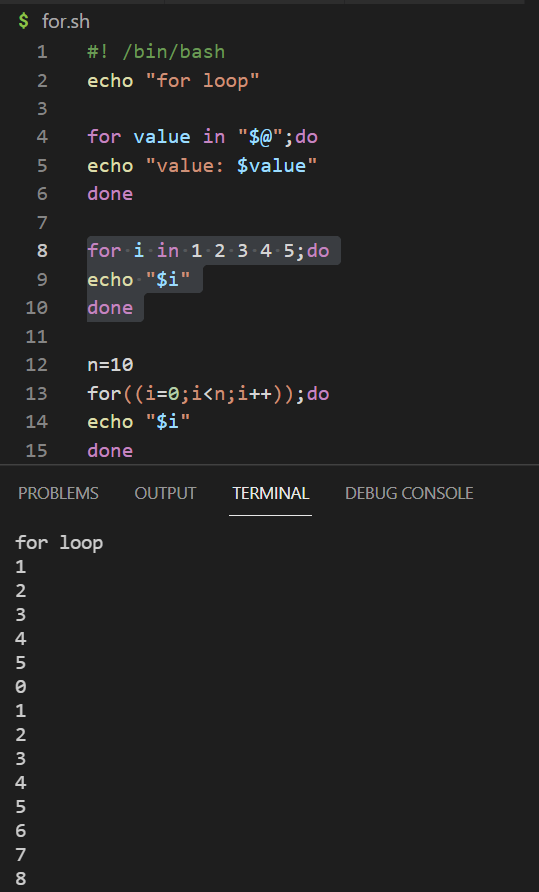 $ for.sh
1 #! /bin/bash
2 echo "for loop"
3
4 for value in "$@";do
5 echo "value: $value"
6 done
7
8 for·i·in·1·2·3·4·5;do
9 echo·"$i"
10 done
11
12 n=10
13 for((i=0;i<n;i++));do
14 echo "$i"
15 done
PROBLEMS OUTPUT TERMINAL DEBUG CONSOLE
for loop
1
2
3
4
5
0
1
2
3
4
5
6
7
8